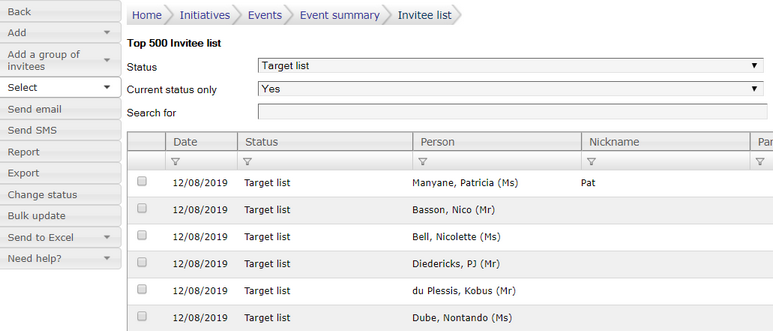 Back
Add
Add a group of
invitees
Select
Send email
Send SMS
Report
Export
Change status
Bulk update
Send to Excel
Need help?
Home Initiatives Events Event summary Invitee list
Top 500 Invitee list
Status Target list
Current status only Yes
Search for
Date Status Person Nickname Par
12/08/2019 Target list Manyane, Patricia (Ms) Pat
12/08/2019 Target list Basson, Nico (Mr)
12/08/2019 Target list Bell, Nicolette (Ms)
12/08/2019 Target list Diedericks, PJ (Mr)
12/08/2019 Target list du Plessis, Kobus (Mr)
12/08/2019 Target list Dube, Nontando (Ms)